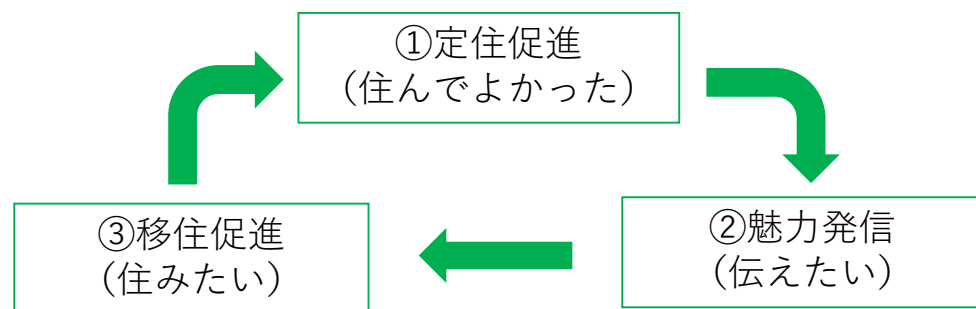 ①定住促進
（住んでよかった）
②魅力発信
（伝えたい）
③移住促進
（住みたい）